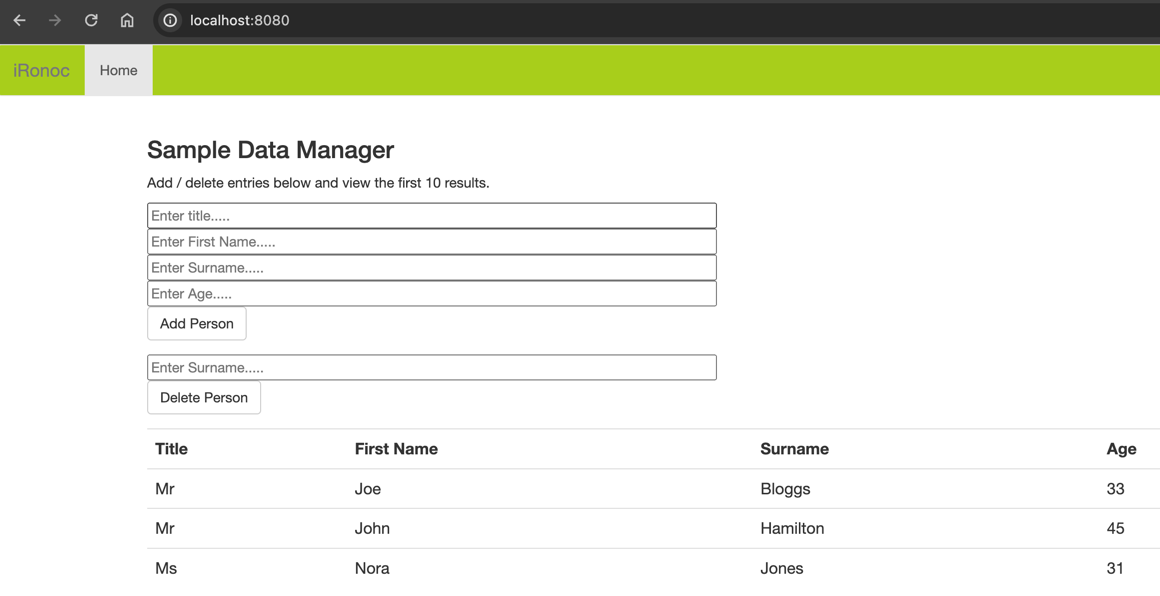 localhost:8080
iRonoc Home
Sample Data Manager
Add / delete entries below and view the first 10 results.
Enter title.....
Enter First Name.....
Enter Surname.....
Enter Age.....
Add Person
Enter Surname.....
Delete Person
Title First Name Surname Age
Mr Joe Bloggs 33
Mr John Hamilton 45
Ms Nora Jones 31